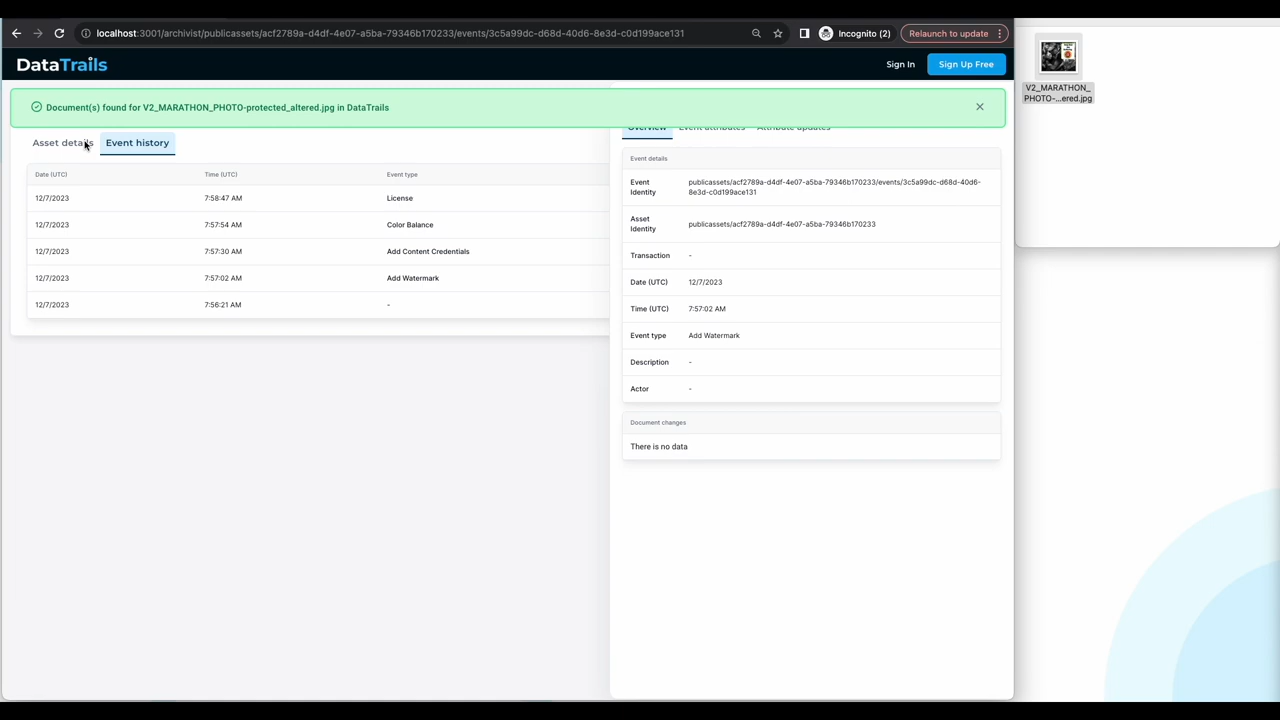 localhost:3001/archivist/publicassets/acf2789a-d4df-4e07-a5ba-79346b170233/events/3c5a99dc-d68d-40d6-8e3d-c0d199ace131
Incognito (2)
Relaunch to update
DataTrails
Sign In
Sign Up Free
Document(s) found for V2_MARATHON_PHOTO-protected_altered.jpg in DataTrails
Asset details
Event history
Date (UTC) Time (UTC) Event type
12/7/2023 7:58:47 AM License
12/7/2023 7:57:54 AM Color Balance
12/7/2023 7:57:30 AM Add Content Credentials
12/7/2023 7:57:02 AM Add Watermark
12/7/2023 7:56:21 AM -
Overview Event attributes Attribute updates
Event details
Event Identity publicassets/acf2789a-d4df-4e07-a5ba-79346b170233/events/3c5a99dc-d68d-40d6-
8e3d-c0d199ace131
Asset Identity publicassets/acf2789a-d4df-4e07-a5ba-79346b170233
Transaction -
Date (UTC) 12/7/2023
Time (UTC) 7:57:02 AM
Event type Add Watermark
Description -
Actor -
Document changes
There is no data
V2_MARATHON_
PHOTO-...ered.jpg